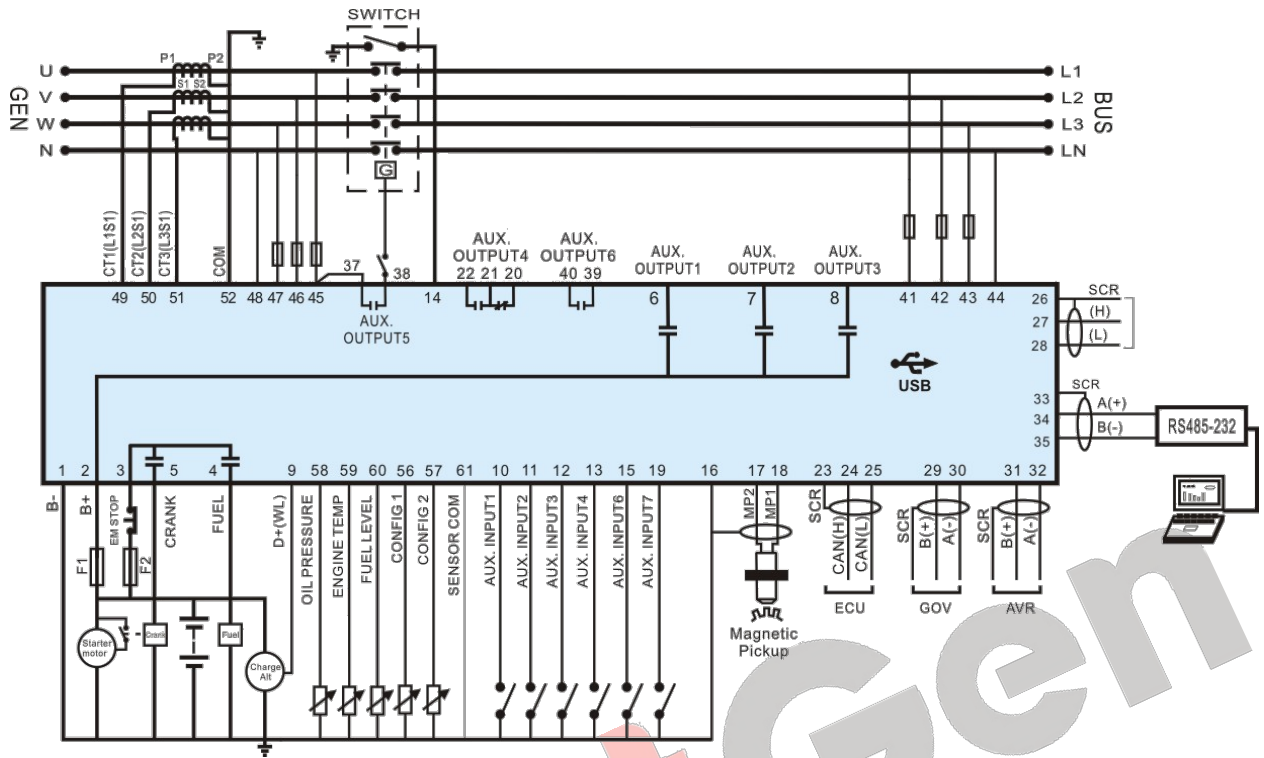 SWITCH
P1 P2
S1 S2
U
V
W
N
GEN
L1
L2
L3
LN
BUS
G
CT1(L1S1)
CT2(L2S1)
CT3(L3S1)
COM
37
38
AUX. OUTPUT4
22 21 20
AUX. OUTPUT6
40 39
AUX. OUTPUT1
AUX. OUTPUT2
AUX. OUTPUT3
49 50 51 52 48 47 46 45 14 6 7 8 41 42 43 44
AUX. OUTPUT5
USB
26 SCR
27 (H)
28 (L)
33 SCR
34 A(+)
35 B(-)
RS485-232
1 2 3 5 4 9 58 59 60 56 57 61 10 11 12 13 15 19 16 17 18 23 24 25 29 30 31 32
B-
B+
EM STOP
CRANK
FUEL
D+(WL)
OIL PRESSURE
ENGINE TEMP
FUEL LEVEL
CONFIG 1
CONFIG 2
SENSOR COM
AUX. INPUT1
AUX. INPUT2
AUX. INPUT3
AUX. INPUT4
AUX. INPUT6
AUX. INPUT7
MP2
MP1
SCR
CAN(H)
CAN(L)
SCR
B(+)
A(-)
SCR
B(+)
A(-)
F1
F2
Starter motor
Crank
Fuel
Charge Alt
Magnetic Pickup
ECU
GOV
AVR
Gen